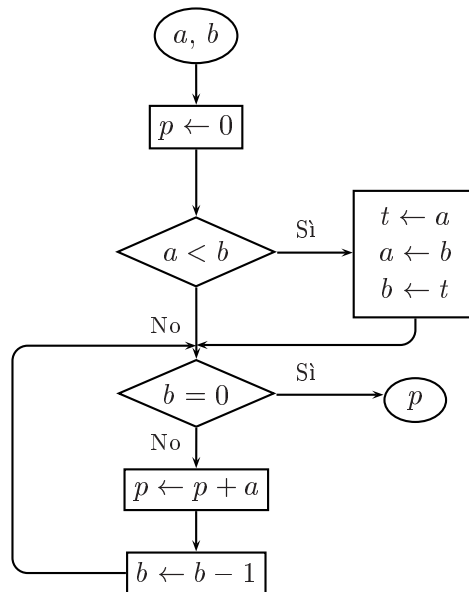 a, b
p ← 0
a < b
Sì
t ← a
a ← b
b ← t
No
b = 0
Sì
p
No
p ← p + a
b ← b − 1